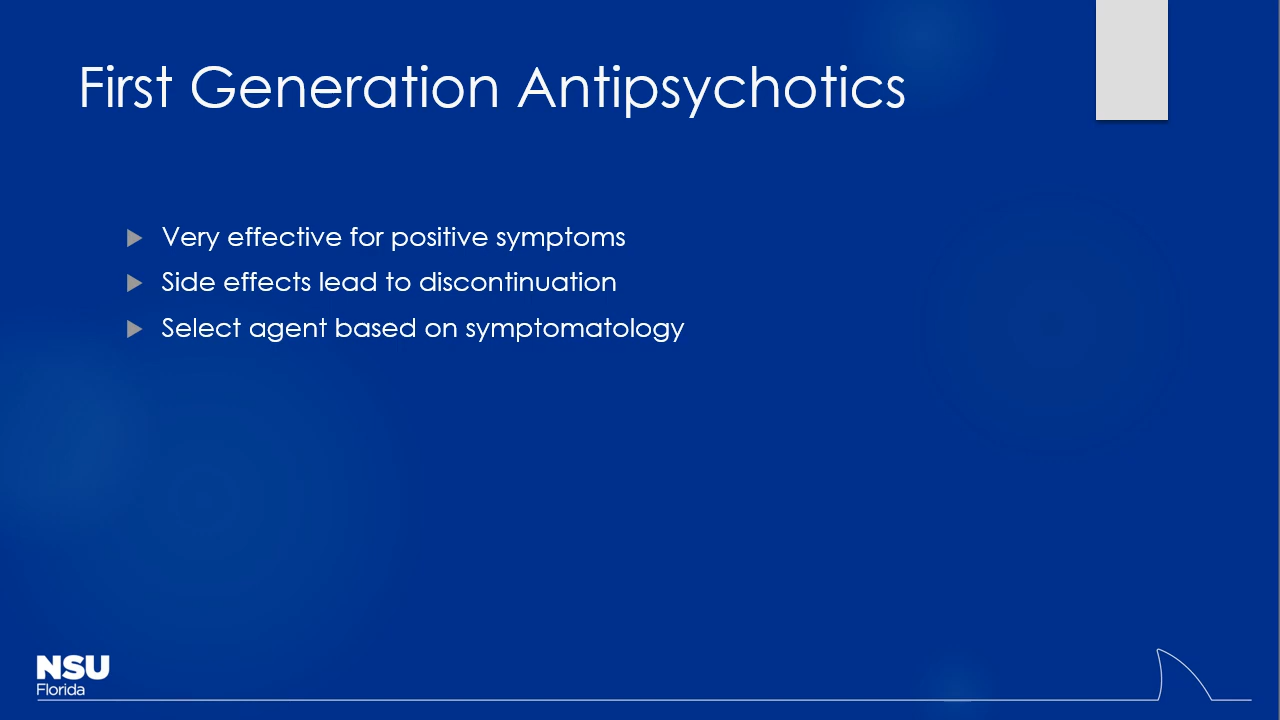 First Generation Antipsychotics
Very effective for positive symptoms
Side effects lead to discontinuation
Select agent based on symptomatology
NSU
Florida